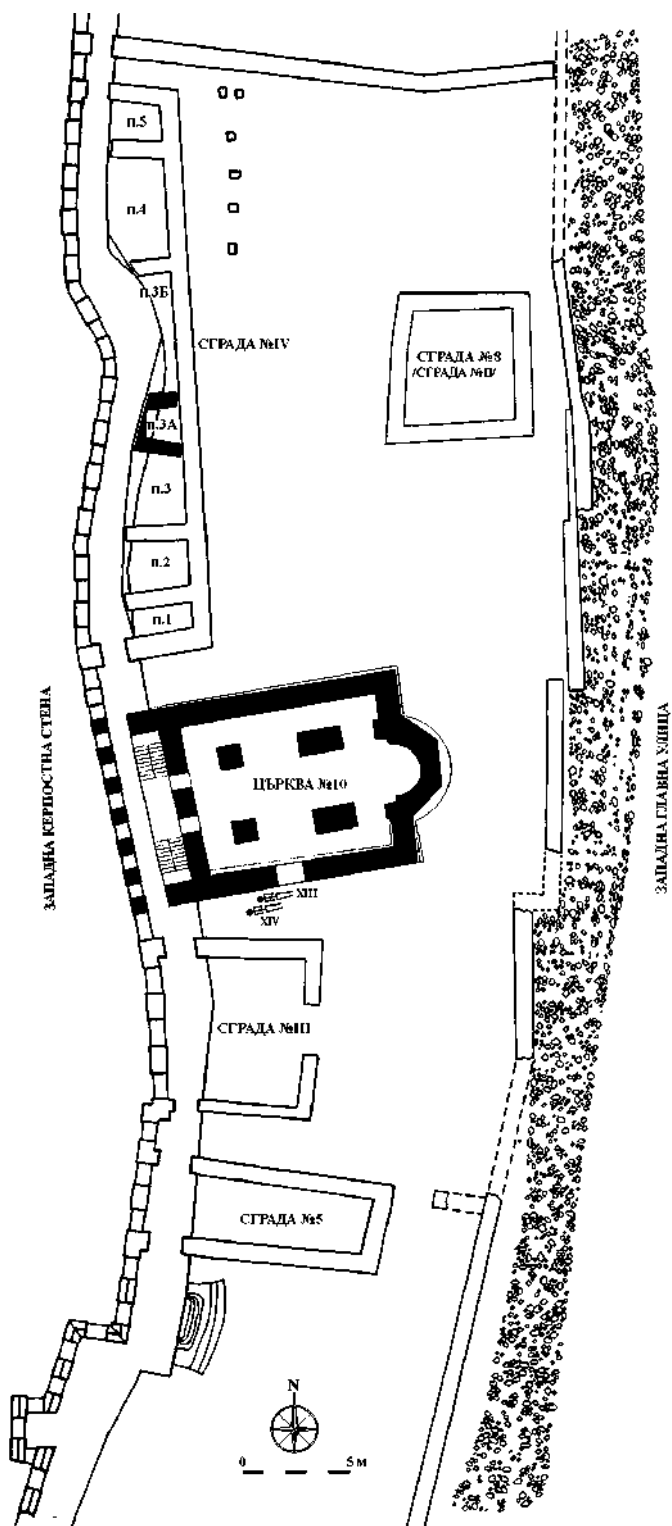 п.5
п.4
п.3Б
СГРАДА №IV
СГРАДА №8
/СГРАДА №II/
п.3А
п.3
п.2
п.1
ЗАПАДНА КРЕПОСТНА СТЕНА
ЦЪРКВА №10
ЗАПАДНА ГЛАВНА УЛИЦА
XIII
XIV
СГРАДА №III
СГРАДА №5
N
0 5 м